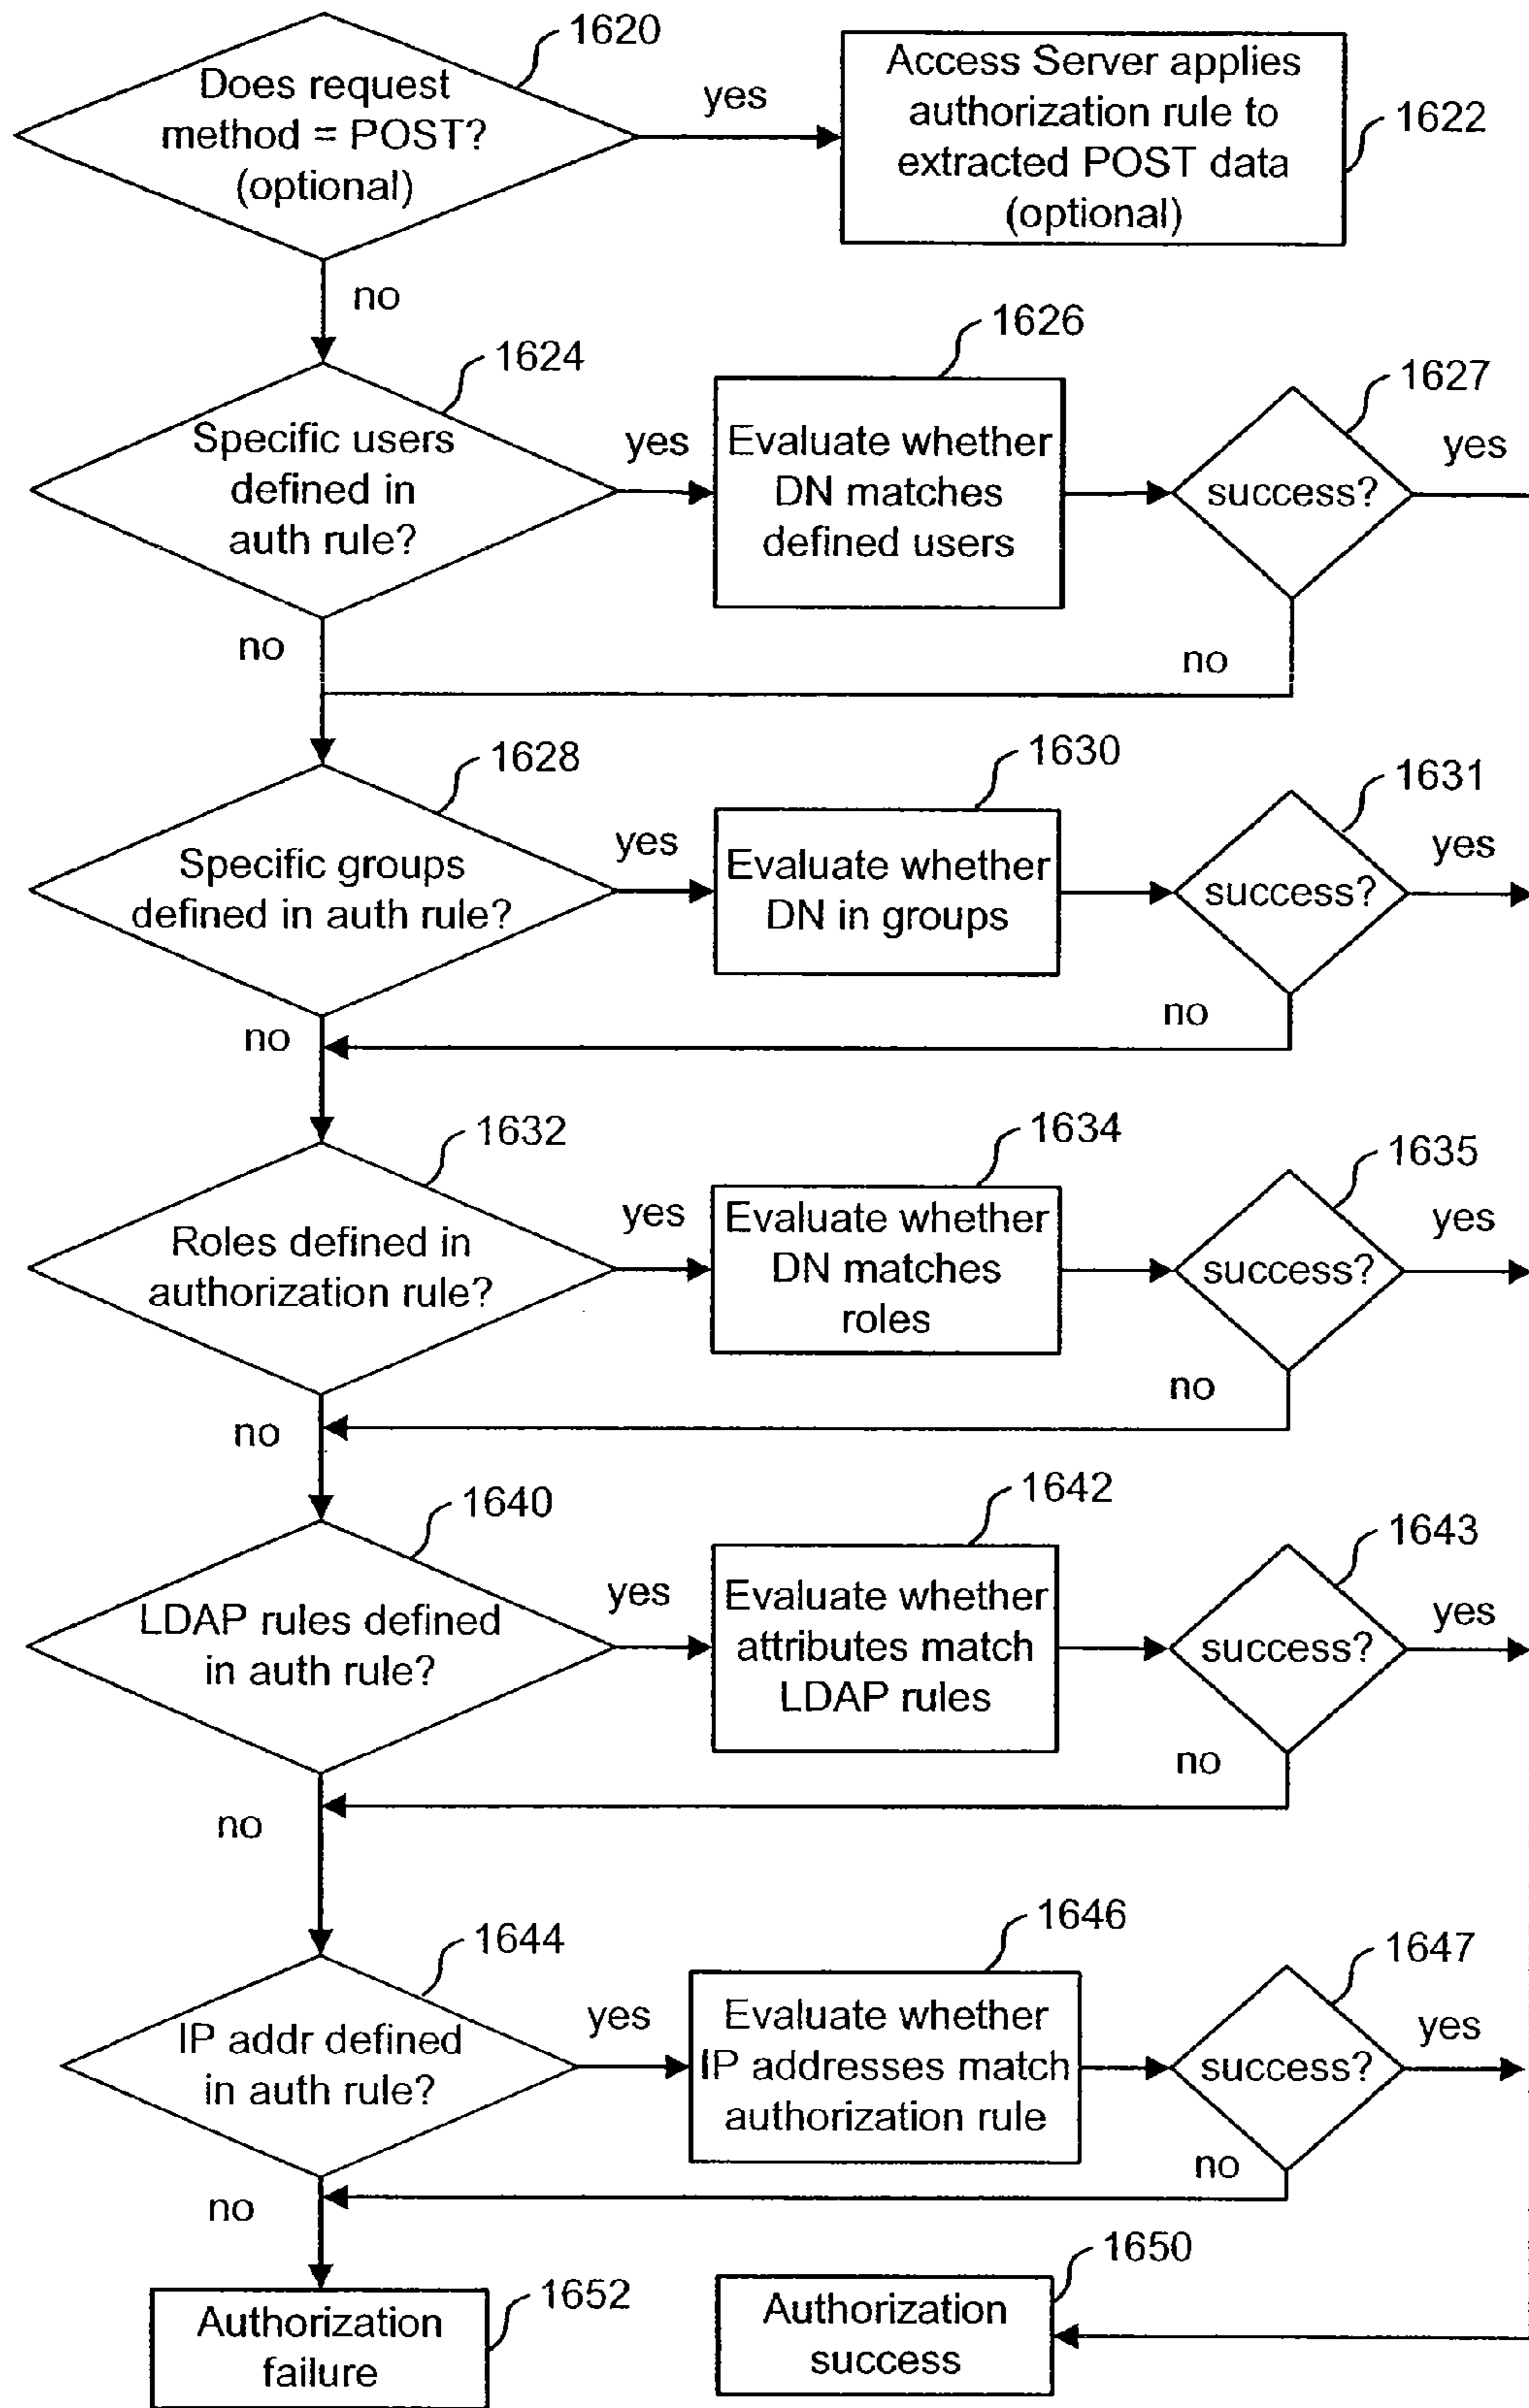 1620
Does request
method = POST?
(optional)
yes
Access Server applies
authorization rule to
extracted POST data
(optional)
1622
no
1624
Specific users
defined in
auth rule?
yes
1626
Evaluate whether
DN matches
defined users
1627
success?
yes
no
no
1628
Specific groups
defined in auth rule?
yes
1630
Evaluate whether
DN in groups
1631
success?
yes
no
no
1632
Roles defined in
authorization rule?
yes
1634
Evaluate whether
DN matches
roles
1635
success?
yes
no
no
1640
LDAP rules defined
in auth rule?
yes
1642
Evaluate whether
attributes match
LDAP rules
1643
success?
yes
no
no
1644
IP addr defined
in auth rule?
yes
1646
Evaluate whether
IP addresses match
authorization rule
1647
success?
yes
no
no
1652
Authorization
failure
1650
Authorization
success